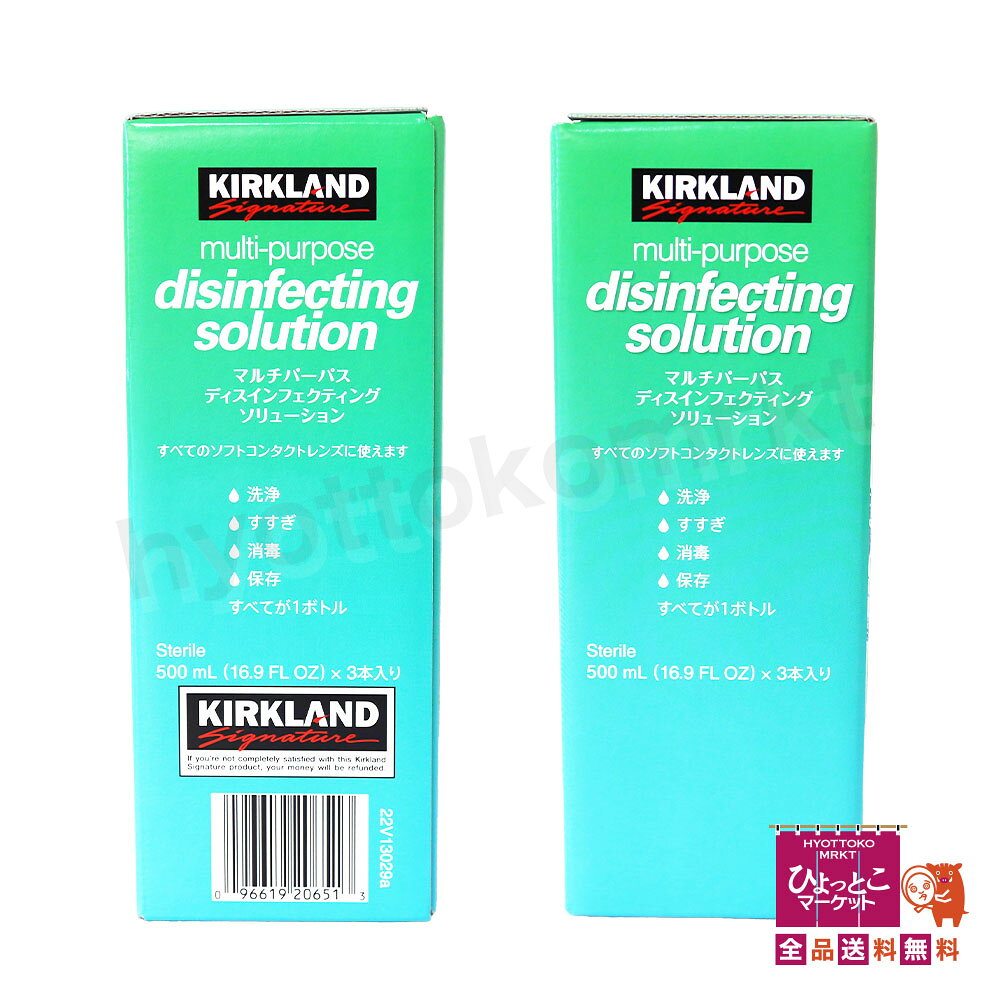 KIRKLAND
Signature
multi-purpose
disinfecting
solution
マルチパーパス
ディスインフェクティング
ソリューション
すべてのソフトコンタクトレンズに使えます
洗浄
すすぎ
消毒
保存
すべてが1ボトル
Sterile
500 mL (16.9 FL OZ) × 3本入り
KIRKLAND
Signature
If you're not completely satisfied with this Kirkland
Signature product, your money will be refunded.
22V13029a
0 96619 20651 3
KIRKLAND
Signature
multi-purpose
disinfecting
solution
マルチパーパス
ディスインフェクティング
ソリューション
すべてのソフトコンタクトレンズに使えます
洗浄
すすぎ
消毒
保存
すべてが1ボトル
Sterile
500 mL (16.9 FL OZ) × 3本入り
hyottokomrkt
HYOTTOKO
MRKT
ひょっとこ
マーケット
全品送料無料